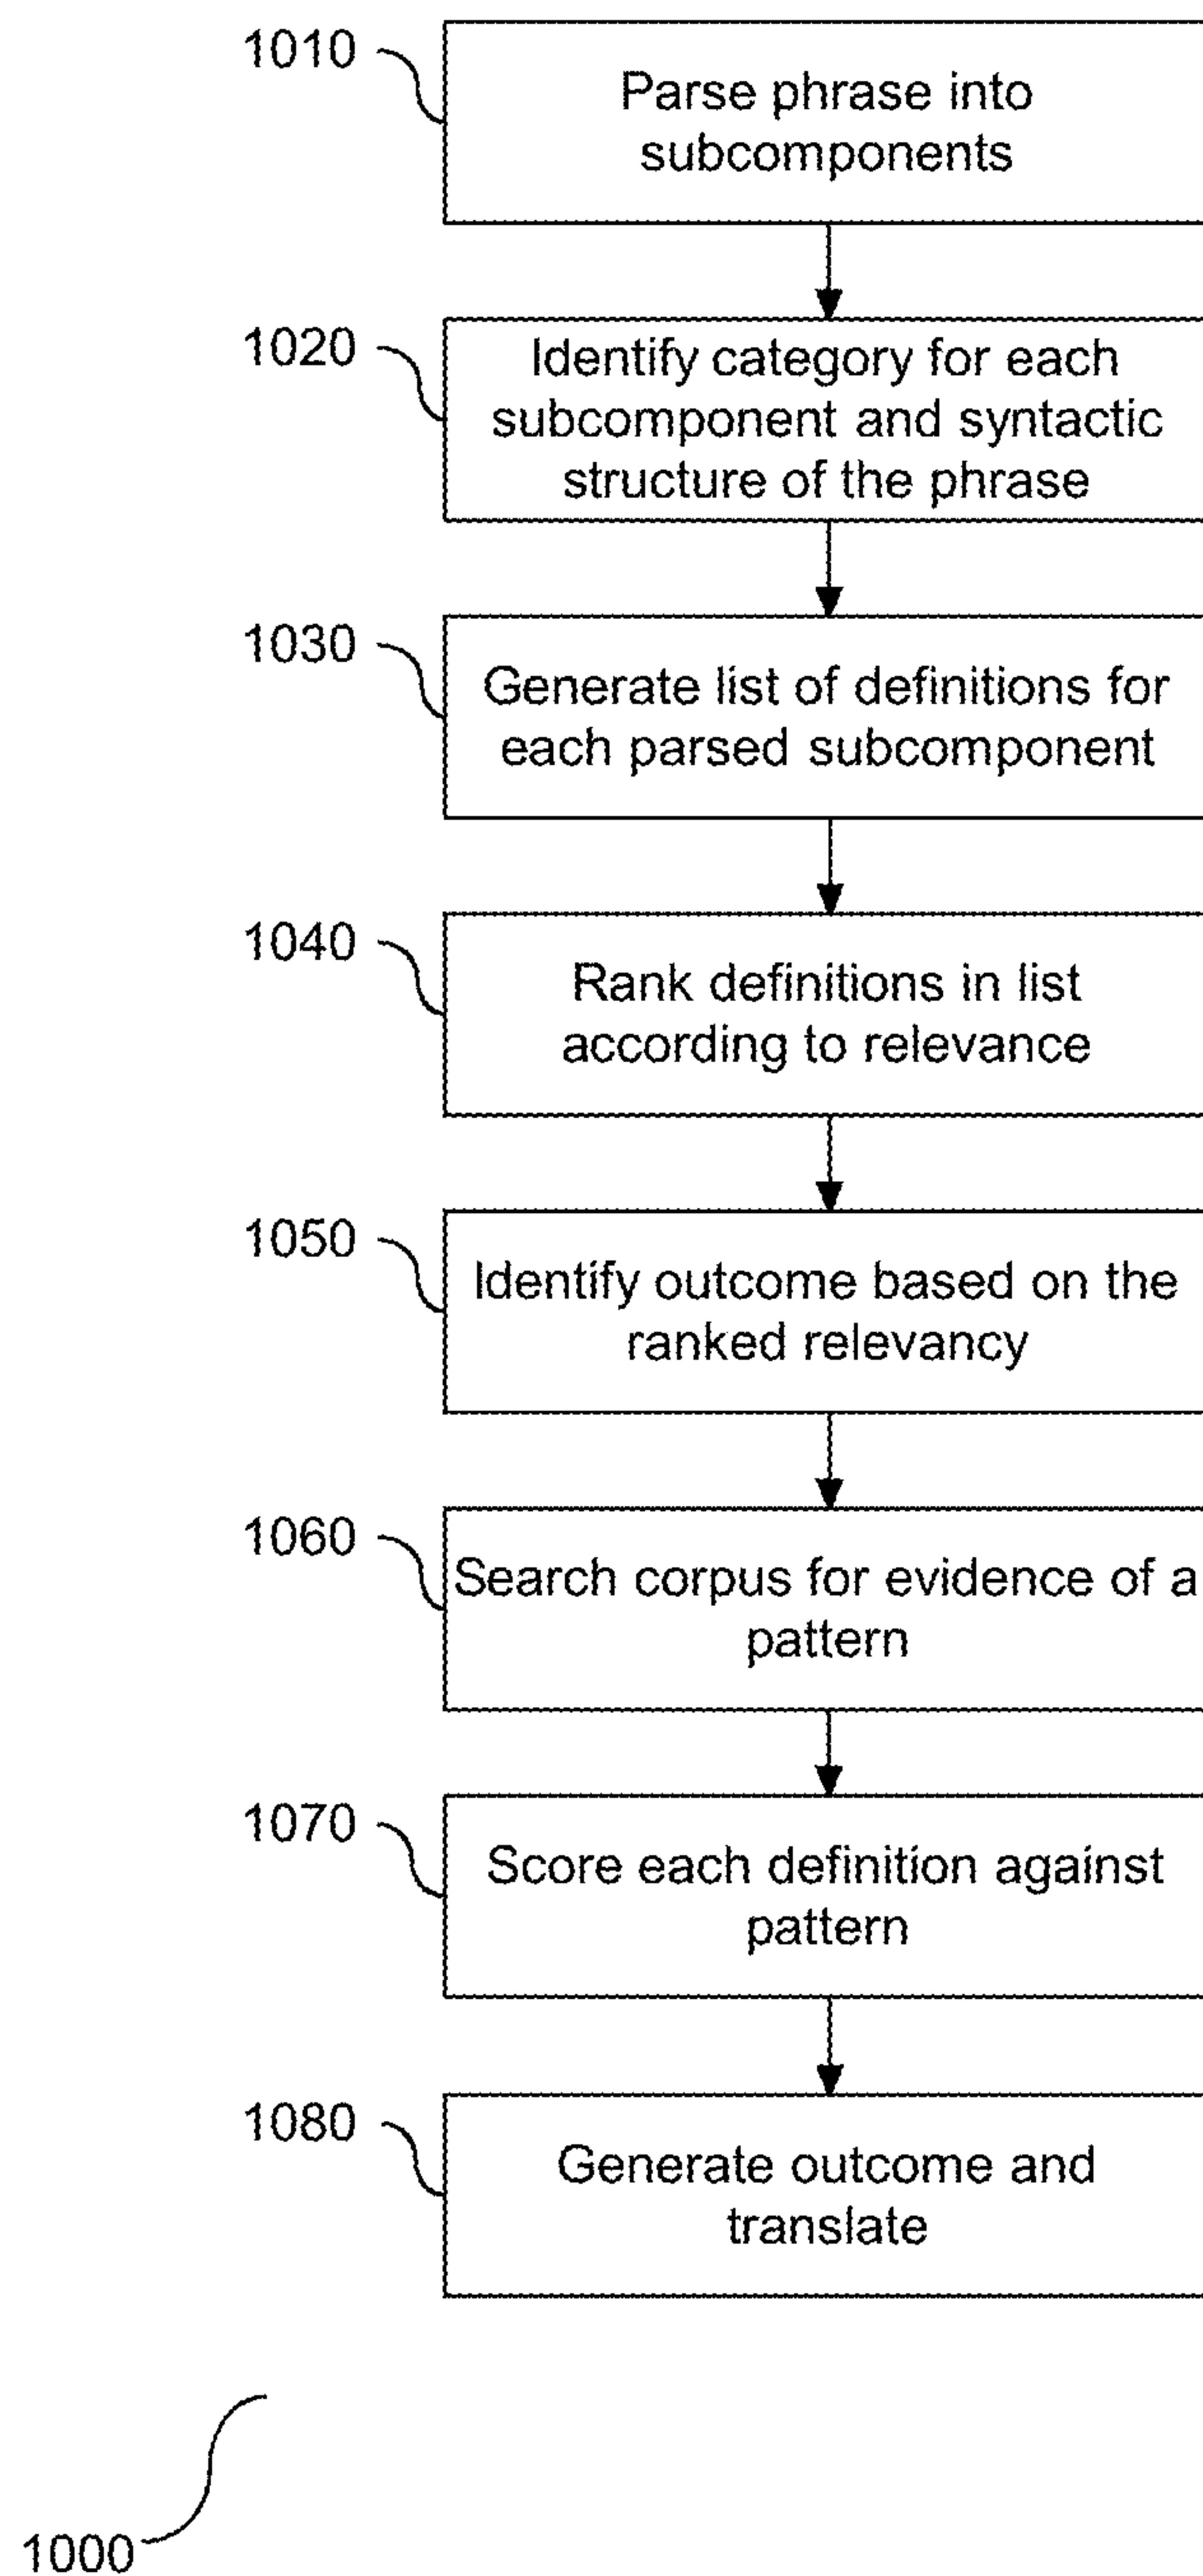 1010
Parse phrase into
subcomponents
1020
Identify category for each
subcomponent and syntactic
structure of the phrase
1030
Generate list of definitions for
each parsed subcomponent
1040
Rank definitions in list
according to relevance
1050
Identify outcome based on the
ranked relevancy
1060
Search corpus for evidence of a
pattern
1070
Score each definition against
pattern
1080
Generate outcome and
translate
1000